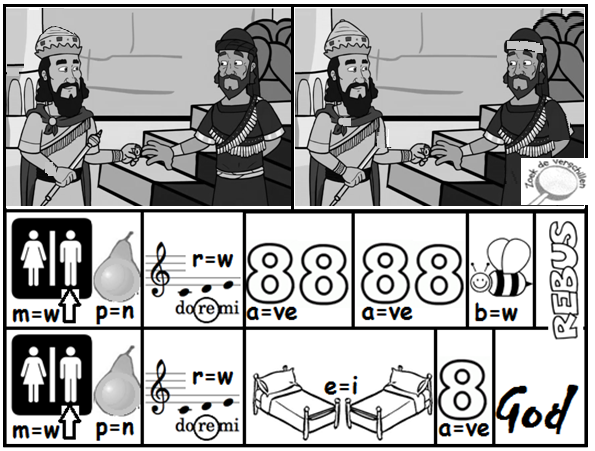 Zoek de verschillen
r=w
m=w p=n do re mi
88 a=ve
88 a=ve
b=w
REBUS
r=w
m=w p=n do re mi
e=i
8 a=ve
God